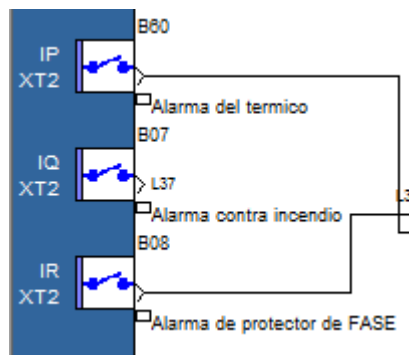 B60
IP
XT2
Alarma del termico
B07
IQ
XT2
L37
Alarma contra incendio
B08
IR
XT2
Alarma de protector de FASE